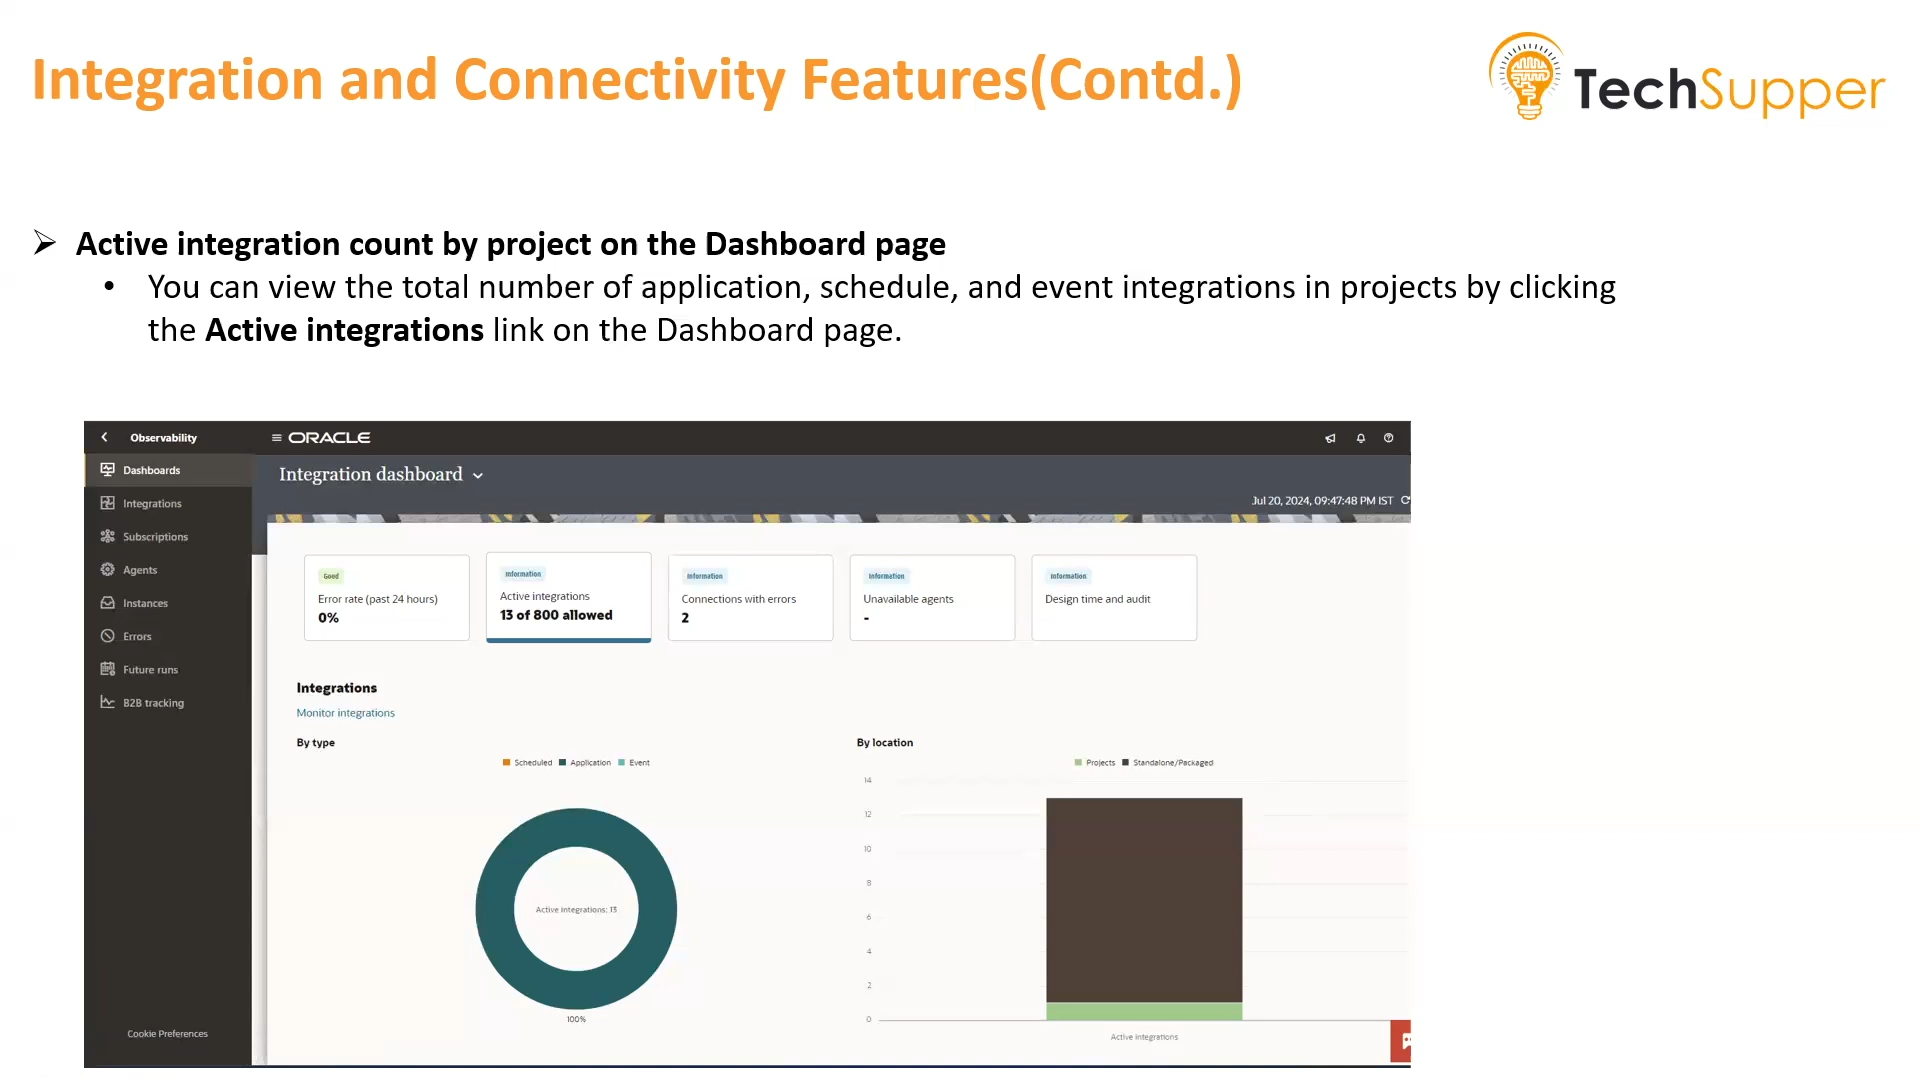 Integration and Connectivity Features(Contd.)
TechSupper
Active integration count by project on the Dashboard page
You can view the total number of application, schedule, and event integrations in projects by clicking
the Active integrations link on the Dashboard page.
Observability
ORACLE
Dashboards
Integration dashboard
Jul 20, 2024, 09:47:48 PM IST
Integrations
Subscriptions
Agents
Instances
Errors
Future runs
B2B tracking
Cookie Preferences
Good
Error rate (past 24 hours)
0%
Information
Active integrations
13 of 800 allowed
Information
Connections with errors
2
Information
Unavailable agents
-
Information
Design time and audit
Integrations
Monitor integrations
By type
Scheduled Application Event
Active integrations: 13
100%
By location
Projects Standalone/Packaged
14
12
10
8
6
4
2
0
Active integrations